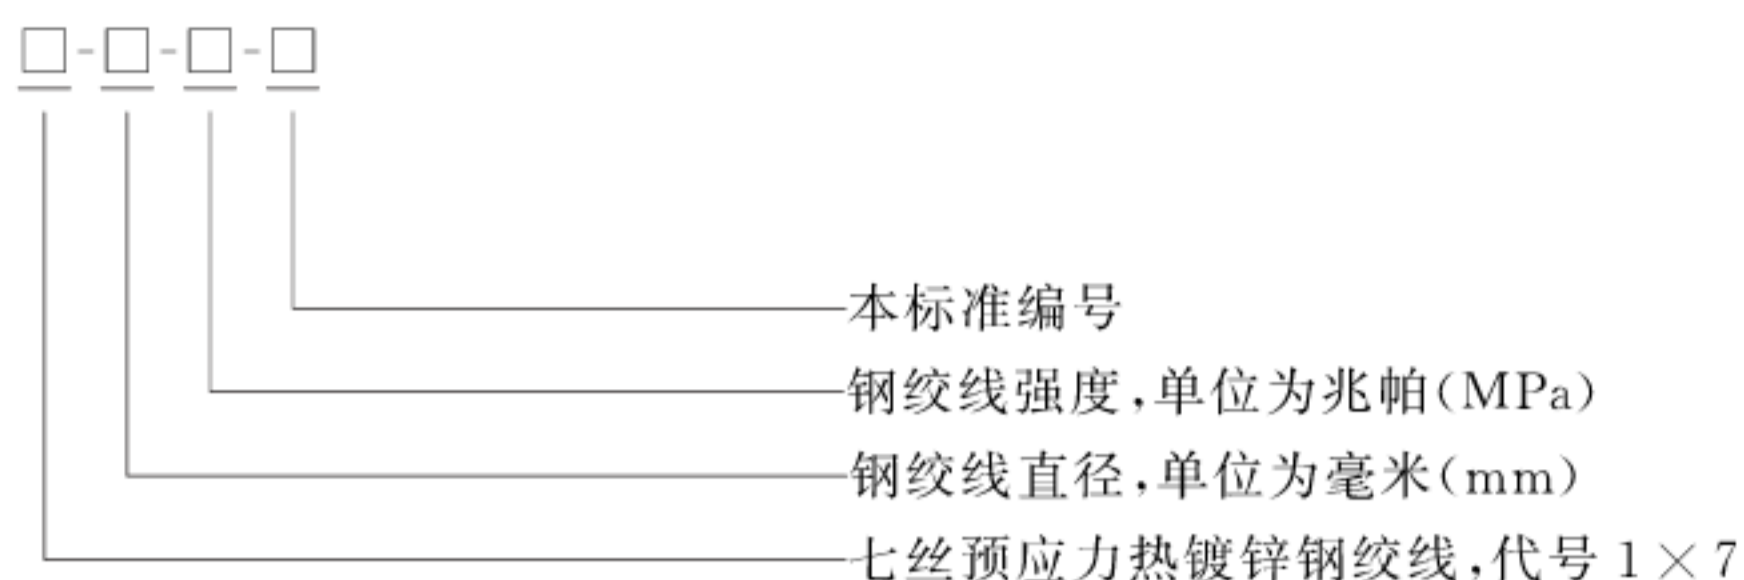 □-□-□-□
本标准编号
钢绞线强度,单位为兆帕(MPa)
钢绞线直径,单位为毫米(mm)
七丝预应力热镀锌钢绞线,代号 1×7